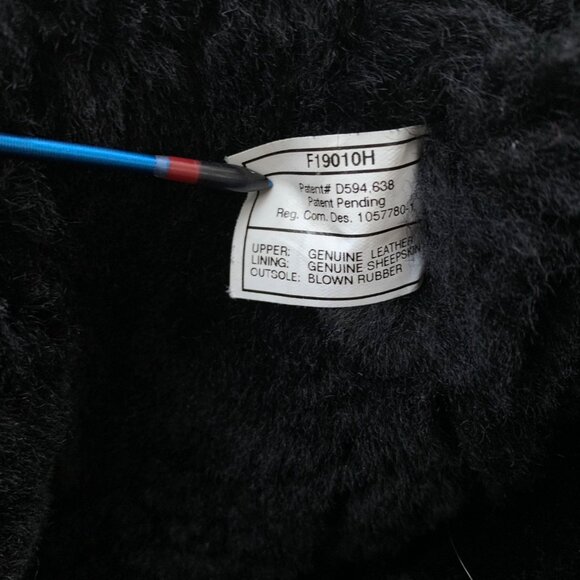 F19010H
Patent# D594,638
Patent Pending
Reg. Com. Des. 1057780-1
UPPER: GENUINE LEATHER
LINING: GENUINE SHEEPSKIN
OUTSOLE: BLOWN RUBBER